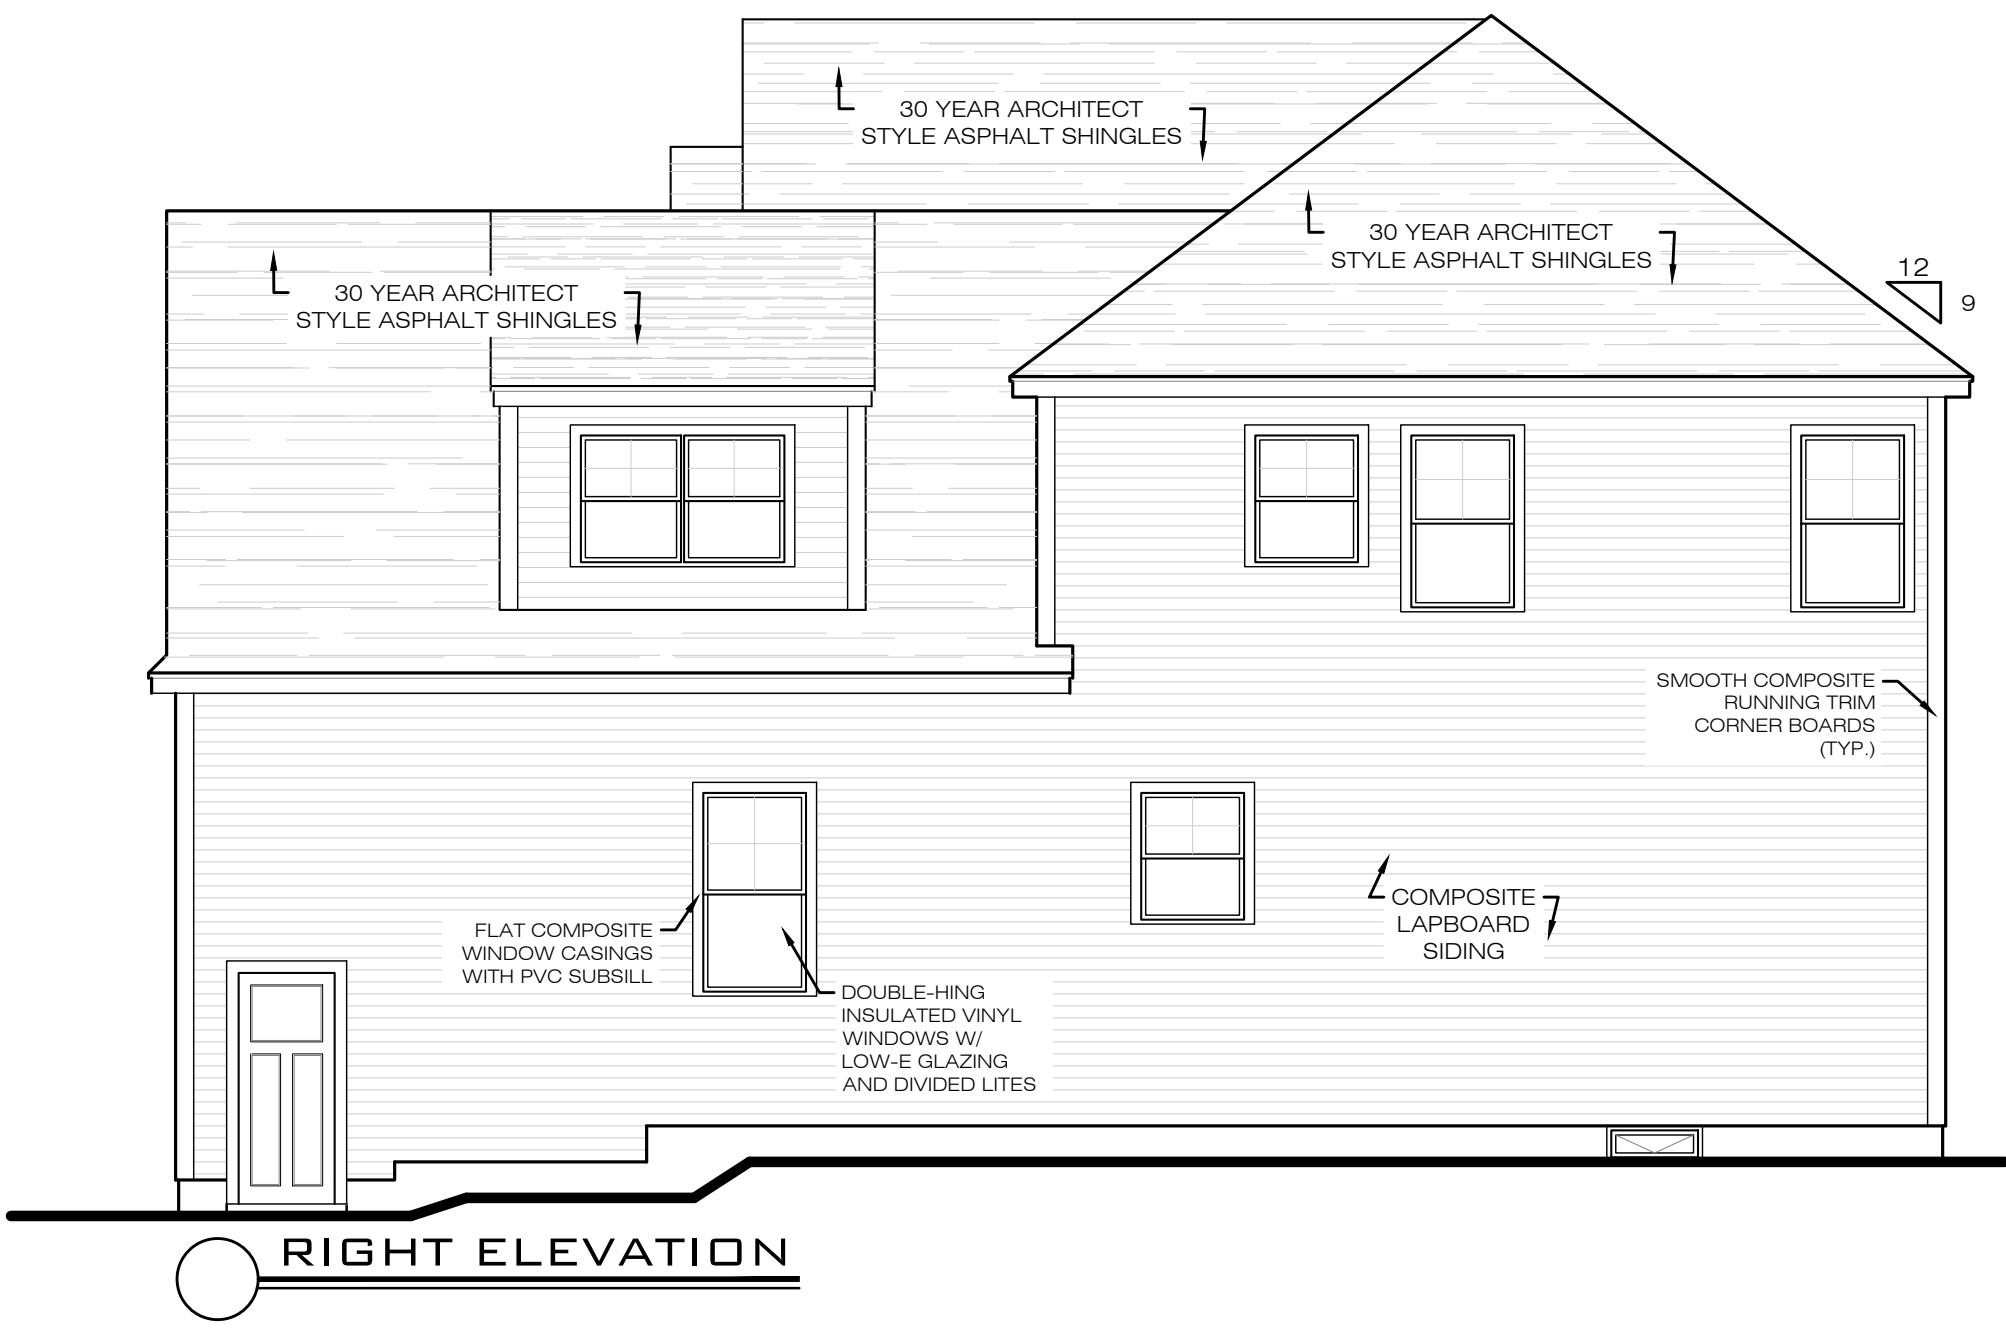 30 YEAR ARCHITECT
STYLE ASPHALT SHINGLES
30 YEAR ARCHITECT
STYLE ASPHALT SHINGLES
12
9
30 YEAR ARCHITECT
STYLE ASPHALT SHINGLES
SMOOTH COMPOSITE
RUNNING TRIM
CORNER BOARDS
(TYP.)
COMPOSITE
LAPBOARD
SIDING
FLAT COMPOSITE
WINDOW CASINGS
WITH PVC SUBSILL
DOUBLE-HING
INSULATED VINYL
WINDOWS W/
LOW-E GLAZING
AND DIVIDED LITES
RIGHT ELEVATION